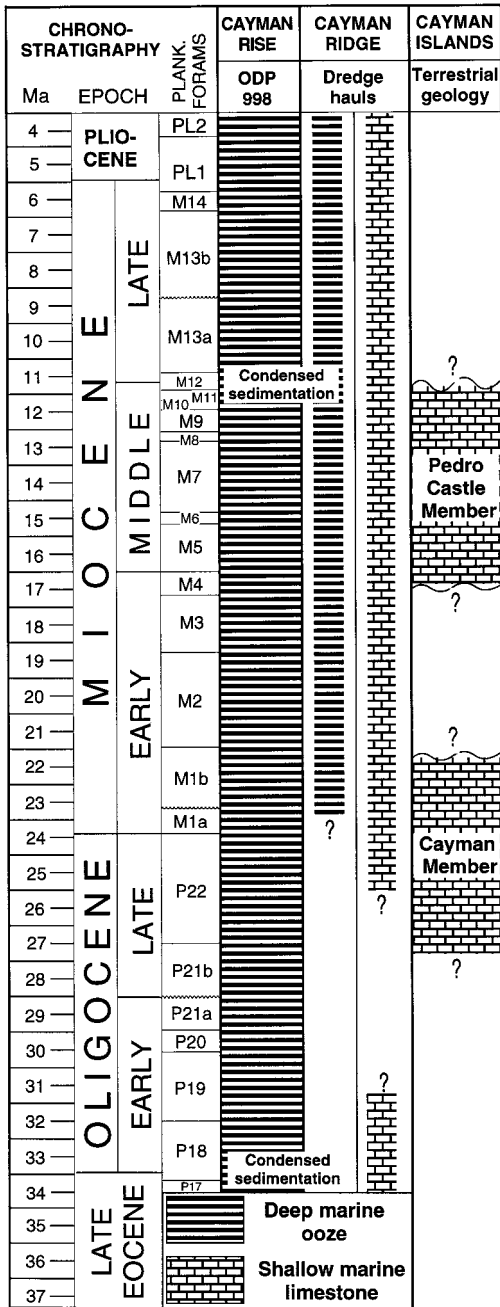 CHRONO-
STRATIGRAPHY
Ma EPOCH
PLANK.
FORAMS
CAYMAN
RISE
ODP
998
CAYMAN
RIDGE
Dredge
hauls
CAYMAN
ISLANDS
Terrestrial
geology
4
5
6
7
8
9
10
11
12
13
14
15
16
17
18
19
20
21
22
23
24
25
26
27
28
29
30
31
32
33
34
35
36
37
PLIO-
CENE
MIOCENE
LATE
MIDDLE
EARLY
OLIGOCENE
LATE
EARLY
LATE
EOCENE
PL2
PL1
M14
M13b
M13a
M12
M11
M10
M9
M8
M7
M6
M5
M4
M3
M2
M1b
M1a
P22
P21b
P21a
P20
P19
P18
P17
Condensed
sedimentation
Condensed
sedimentation
?
?
?
?
Pedro
Castle
Member
?
?
Cayman
Member
?
Deep marine
ooze
Shallow marine
limestone